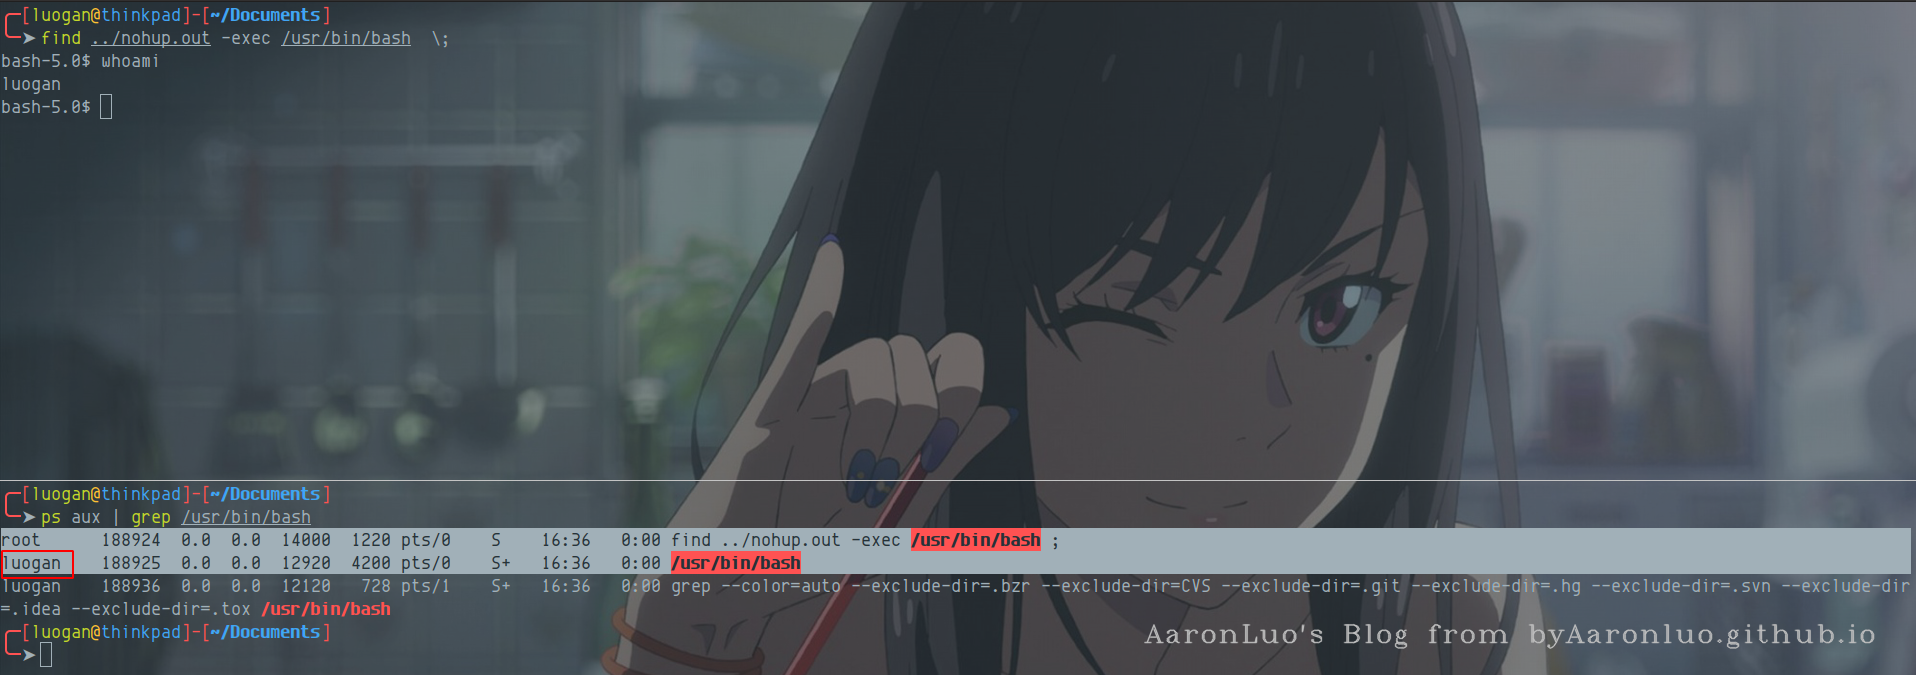 [luogan@thinkpad]-[~/Documents]
➤ find ../nohup.out -exec /usr/bin/bash  \;
bash-5.0$ whoami
luogan
bash-5.0$
[luogan@thinkpad]-[~/Documents]
➤ ps aux | grep /usr/bin/bash
root      188924  0.0  0.0  14000  1220 pts/0    S    16:36   0:00 find ../nohup.out -exec /usr/bin/bash ;
luogan    188925  0.0  0.0  12920  4200 pts/0    S+   16:36   0:00 /usr/bin/bash
luogan    188936  0.0  0.0  12120   728 pts/1    S+   16:36   0:00 grep --color=auto --exclude-dir=.bzr --exclude-dir=CVS --exclude-dir=.git --exclude-dir=.hg --exclude-dir=.svn --exclude-dir
=.idea --exclude-dir=.tox /usr/bin/bash
[luogan@thinkpad]-[~/Documents]
➤
AaronLuo's Blog from byAaronluo.github.io